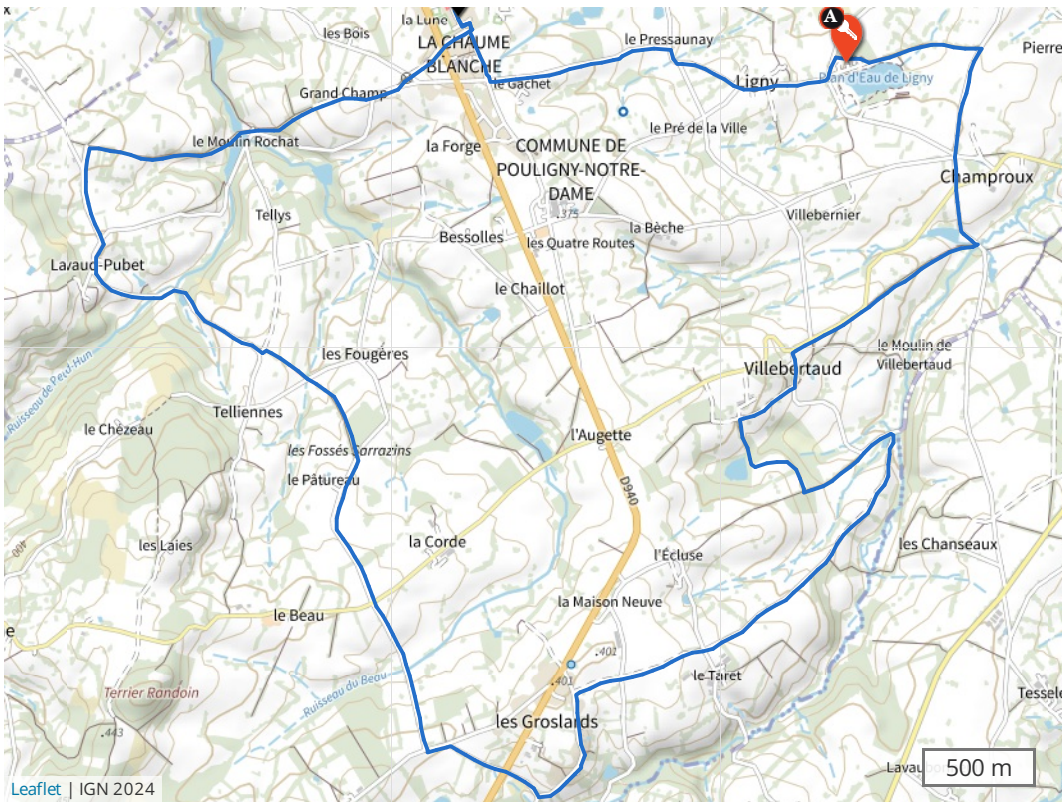 la Lune
les Bois
LA CHAUME
BLANCHE
le Pressaunay
A
Pierre
Grand Champ
le Gachet
Ligny
Plan d'Eau de Ligny
le Moulin Rochat
la Forge
COMMUNE DE
POULIGNY-NOTRE-
DAME
le Pré de la Ville
Champroux
Tellys
.375
Villebernier
Bessolles
les Quatre Routes
la Bèche
Lavaud-Pubet
le Chaillot
Ruisseau de Pérd-Hun
les Fougères
Villebertaud
le Moulin de
Villebertaud
Telliennes
le Chézeau
l'Augette
les Fossés Sarrazins
le Pâtureau
D940
400
les Laies
la Corde
l'Écluse
les Chanseaux
le Beau
la Maison Neuve
e
.401
Terrier Randoin
Ruisseau du Beau
.401
le Taret
Tessele
.443
les Groslards
500 m
Leaflet | IGN 2024